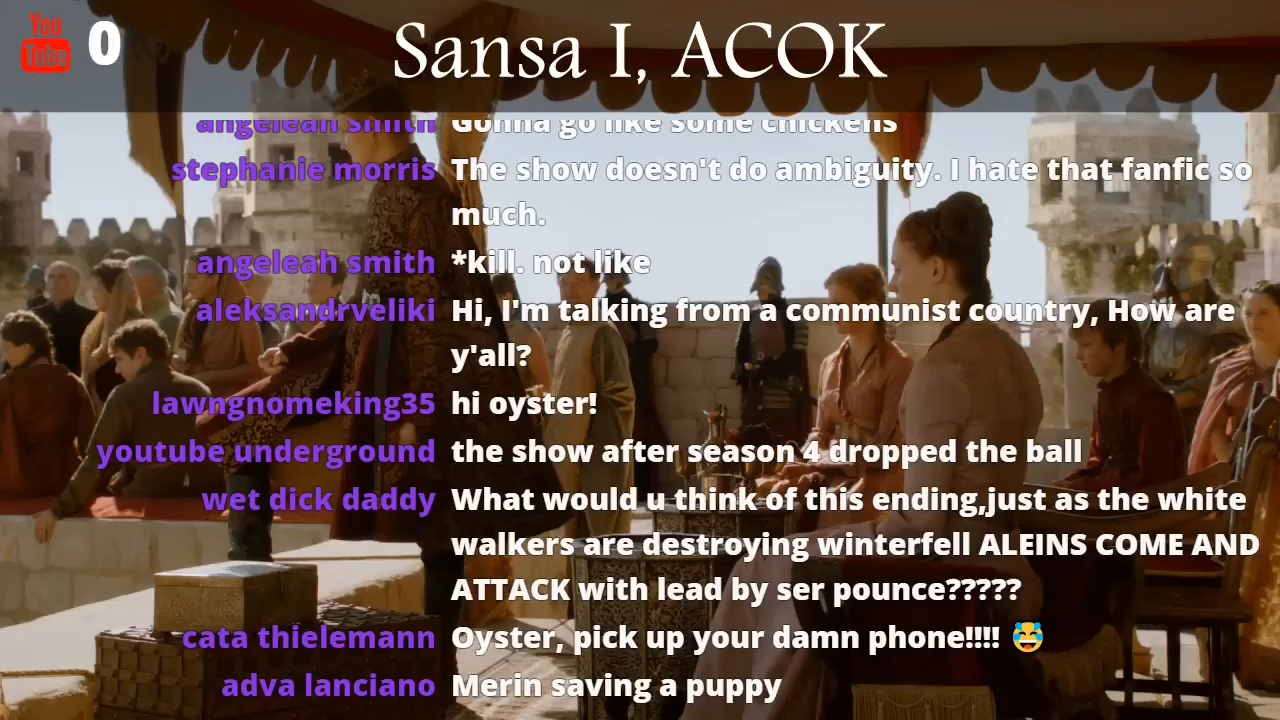 You
Tube 0
Sansa I, ACOK
angeleah smith Gonna go like some chickens
stephanie morris The show doesn't do ambiguity. I hate that fanfic so
much.
angeleah smith *kill. not like
aleksandrveliki Hi, I'm talking from a communist country, How are
y'all?
lawngnomeking35 hi oyster!
youtube underground the show after season 4 dropped the ball
wet dick daddy What would u think of this ending,just as the white
walkers are destroying winterfell ALEINS COME AND
ATTACK with lead by ser pounce?????
cata thielemann Oyster, pick up your damn phone!!!! 😹
adva lanciano Merin saving a puppy